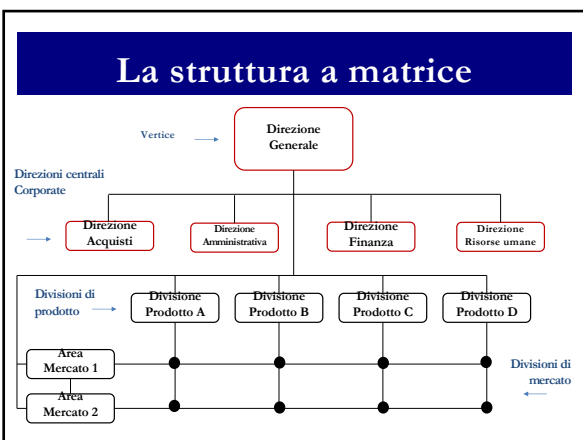 La struttura a matrice
Vertice
Direzione
Generale
Direzioni centrali
Corporate
Direzione
Acquisti
Direzione
Amministrativa
Direzione
Finanza
Direzione
Risorse umane
Divisioni di
prodotto
Divisione
Prodotto A
Divisione
Prodotto B
Divisione
Prodotto C
Divisione
Prodotto D
Area
Mercato 1
Divisioni di
mercato
Area
Mercato 2